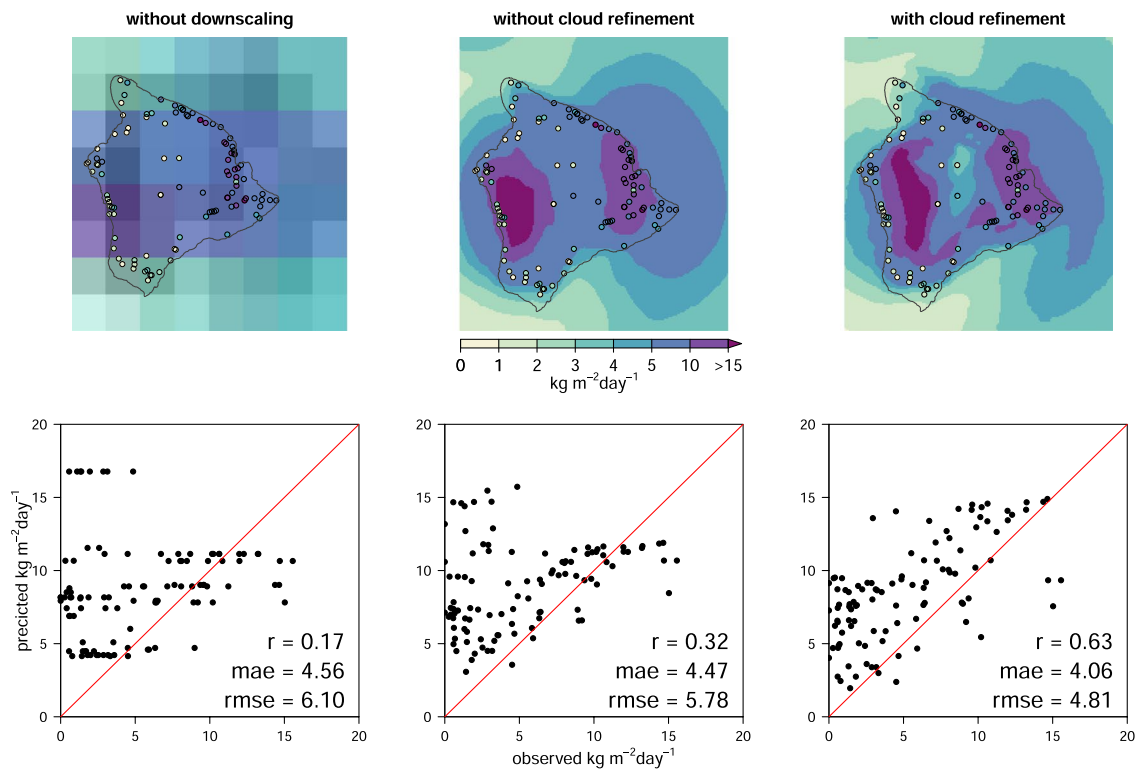 without downscaling
without cloud refinement
with cloud refinement
0 1 2 3 4 5 10 >15
kg m⁻²day⁻¹
20
15
10
5
0
precicted kg m⁻²day⁻¹
r = 0.17
mae = 4.56
rmse = 6.10
0 5 10 15 20
20
15
10
5
0
r = 0.32
mae = 4.47
rmse = 5.78
0 5 10 15 20
observed kg m⁻²day⁻¹
20
15
10
5
0
r = 0.63
mae = 4.06
rmse = 4.81
0 5 10 15 20